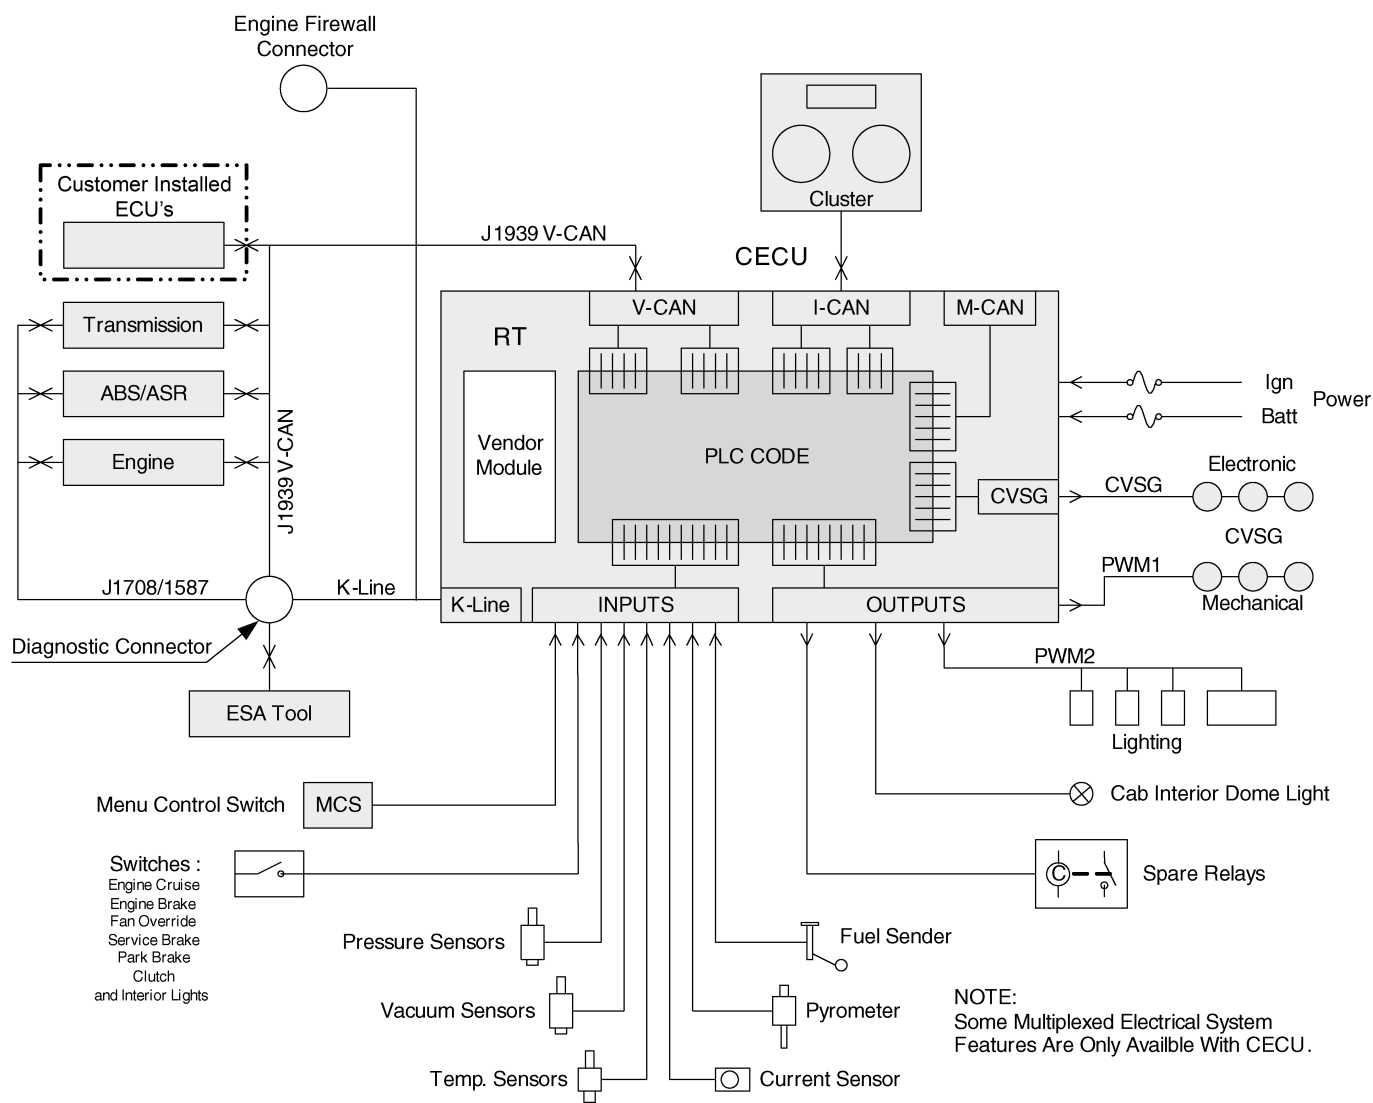 Engine Firewall
Connector
Customer Installed
ECU's
J1939 V-CAN
Cluster
CECU
Transmission
ABS/ASR
Engine
J1939 V-CAN
RT
V-CAN
I-CAN
M-CAN
Vendor
Module
PLC CODE
CVSG
Ign
Batt
Power
Electronic
CVSG
CVSG
PWM1
Mechanical
J1708/1587
K-Line
K-Line
INPUTS
OUTPUTS
Diagnostic Connector
ESA Tool
PWM2
Lighting
Menu Control Switch
MCS
Cab Interior Dome Light
Switches :
Engine Cruise
Engine Brake
Fan Override
Service Brake
Park Brake
Clutch
and Interior Lights
C
Spare Relays
Pressure Sensors
Fuel Sender
Vacuum Sensors
Pyrometer
Temp. Sensors
Current Sensor
NOTE:
Some Multiplexed Electrical System
Features Are Only Availble With CECU.